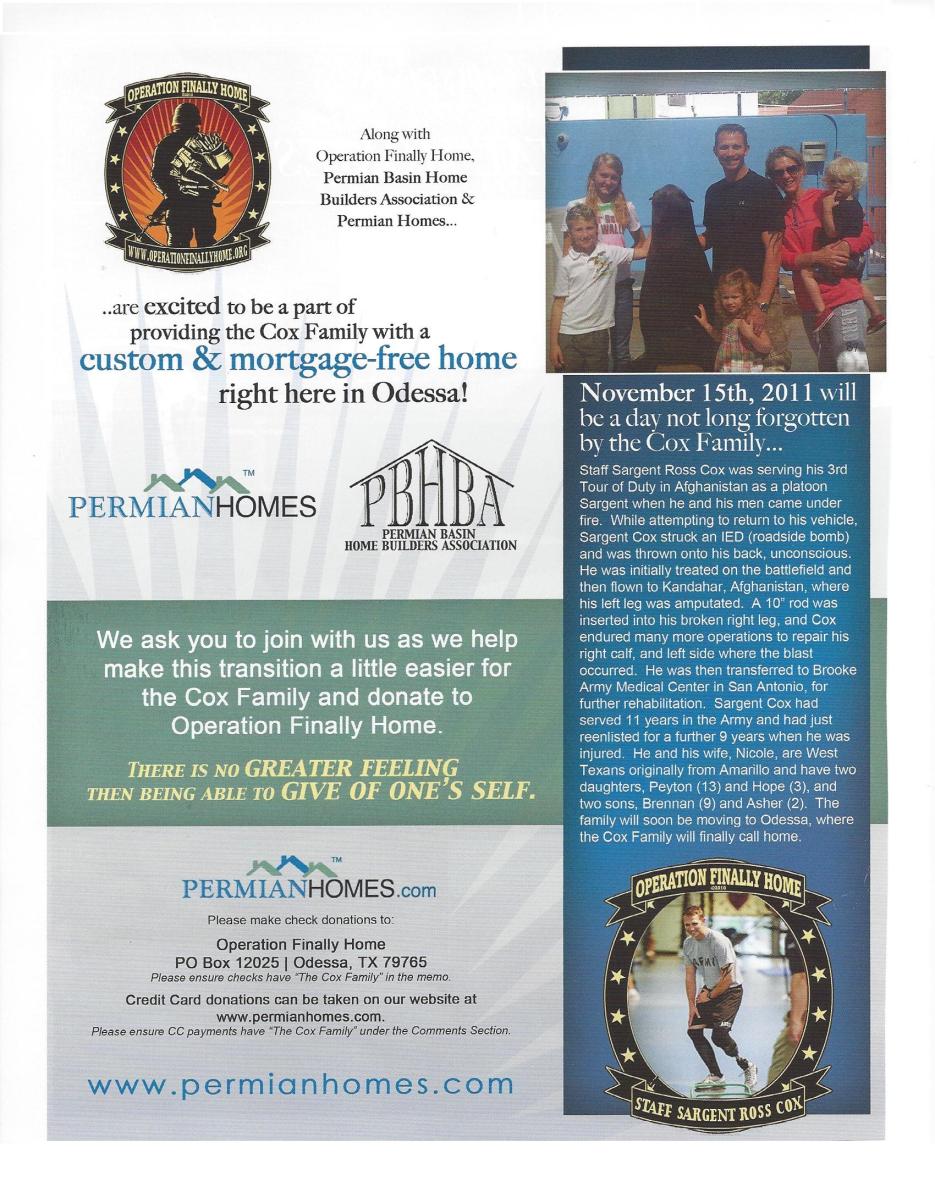 OPERATION FINALLY HOME
©2010
WWW.OPERATIONFINALLYHOME.ORG
Along with
Operation Finally Home,
Permian Basin Home
Builders Association &
Permian Homes...
..are excited to be a part of
providing the Cox Family with a
custom & mortgage-free home
right here in Odessa!
PERMIANHOMES™
PBHBA
PERMIAN BASIN
HOME BUILDERS ASSOCIATION
We ask you to join with us as we help
make this transition a little easier for
the Cox Family and donate to
Operation Finally Home.
THERE IS NO GREATER FEELING
THEN BEING ABLE TO GIVE OF ONE'S SELF.
PERMIANHOMES.com™
Please make check donations to:
Operation Finally Home
PO Box 12025 | Odessa, TX 79765
Please ensure checks have "The Cox Family" in the memo.
Credit Card donations can be taken on our website at
www.permianhomes.com.
Please ensure CC payments have "The Cox Family" under the Comments Section.
www.permianhomes.com
November 15th, 2011 will
be a day not long forgotten
by the Cox Family...
Staff Sargent Ross Cox was serving his 3rd
Tour of Duty in Afghanistan as a platoon
Sargent when he and his men came under
fire. While attempting to return to his vehicle,
Sargent Cox struck an IED (roadside bomb)
and was thrown onto his back, unconscious.
He was initially treated on the battlefield and
then flown to Kandahar, Afghanistan, where
his left leg was amputated. A 10" rod was
inserted into his broken right leg, and Cox
endured many more operations to repair his
right calf, and left side where the blast
occurred. He was then transferred to Brooke
Army Medical Center in San Antonio, for
further rehabilitation. Sargent Cox had
served 11 years in the Army and had just
reenlisted for a further 9 years when he was
injured. He and his wife, Nicole, are West
Texans originally from Amarillo and have two
daughters, Peyton (13) and Hope (3), and
two sons, Brennan (9) and Asher (2). The
family will soon be moving to Odessa, where
the Cox Family will finally call home.
OPERATION FINALLY HOME
©2010
ARMY
STAFF SARGENT ROSS COX